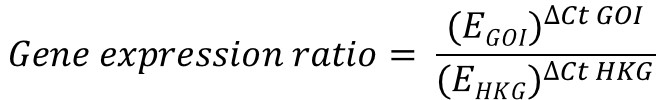 Gene expression ratio = (E_GOI)^ΔCt GOI / (E_HKG)^ΔCt HKG